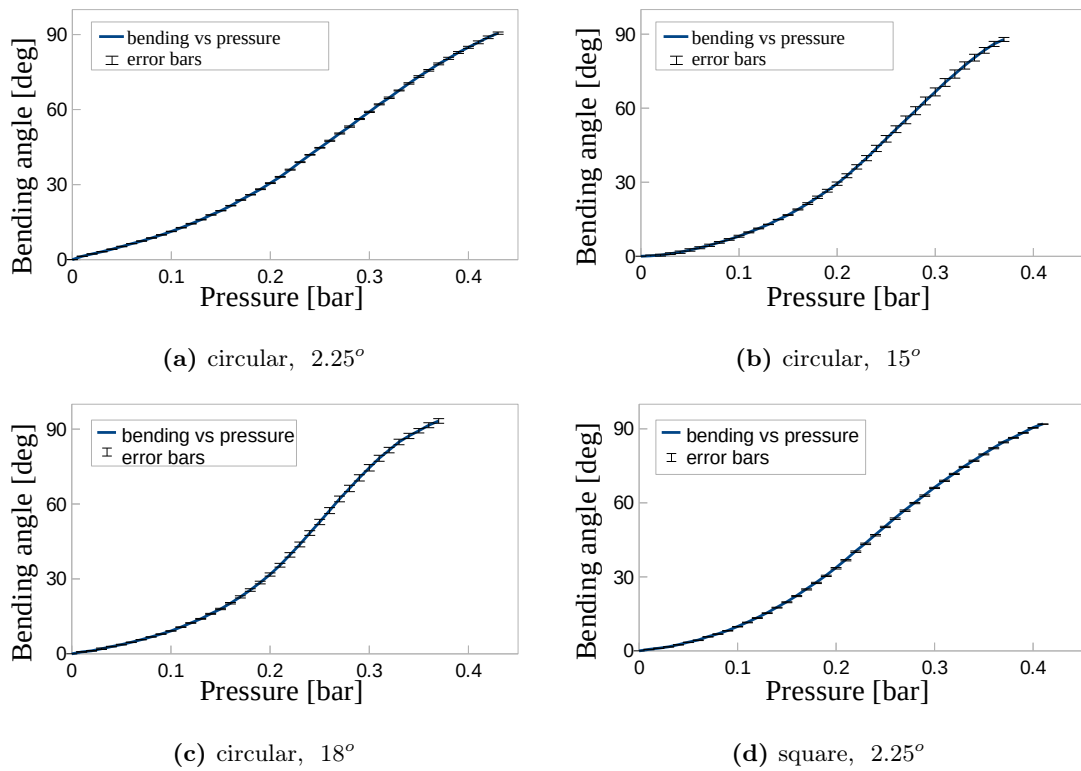 bending vs pressure
error bars
Bending angle [deg]
90
60
30
0
0 0.1 0.2 0.3 0.4
Pressure [bar]
(a) circular, 2.25°
bending vs pressure
error bars
Bending angle [deg]
90
60
30
0
0 0.1 0.2 0.3 0.4
Pressure [bar]
(b) circular, 15°
bending vs pressure
error bars
Bending angle [deg]
90
60
30
0
0 0.1 0.2 0.3 0.4
Pressure [bar]
(c) circular, 18°
bending vs pressure
error bars
Bending angle [deg]
90
60
30
0
0 0.1 0.2 0.3 0.4
Pressure [bar]
(d) square, 2.25°